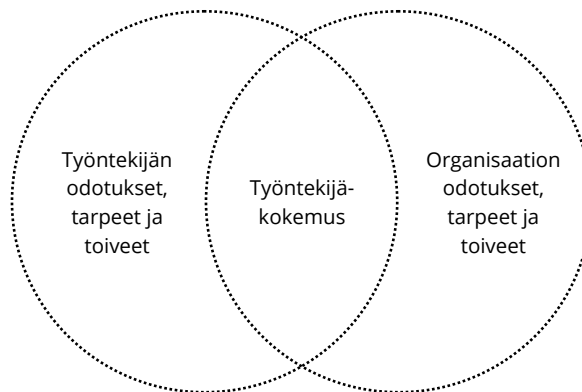 Työntekijän
odotukset,
tarpeet ja
toiveet
Työntekijä-
kokemus
Organisaation
odotukset,
tarpeet ja
toiveet